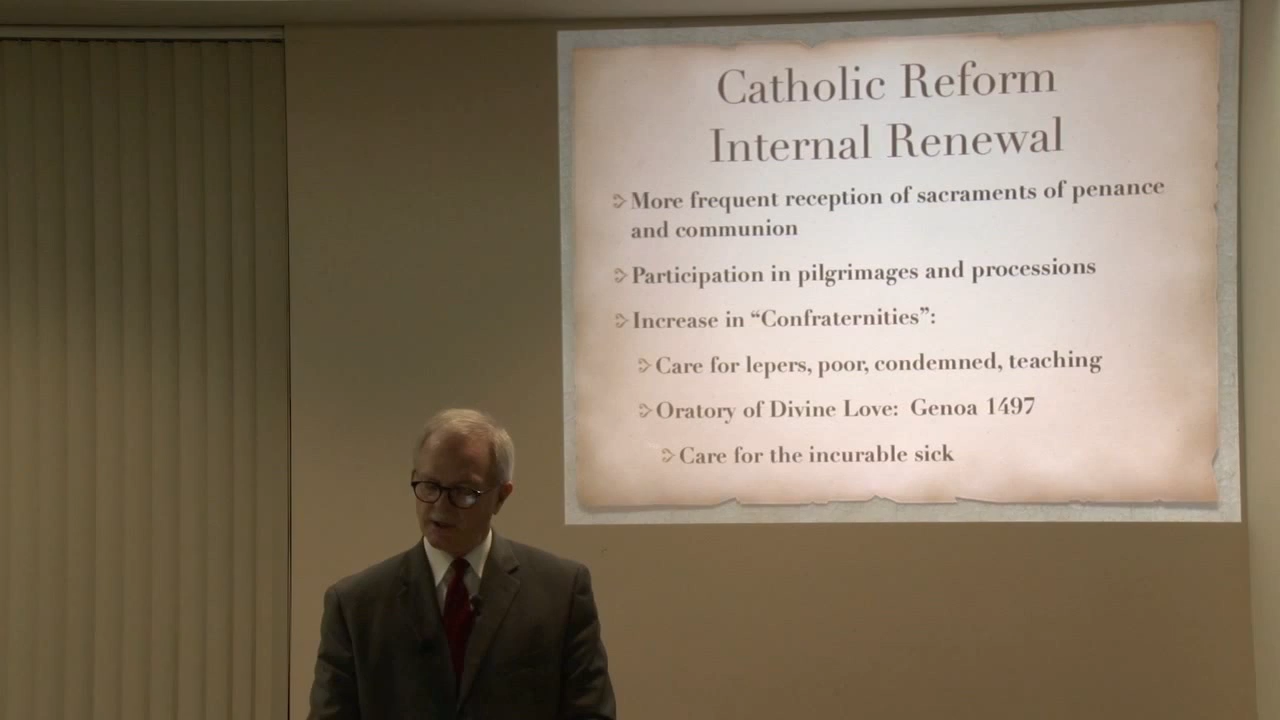 Catholic Reform
Internal Renewal
More frequent reception of sacraments of penance
and communion
Participation in pilgrimages and processions
Increase in “Confraternities”:
Care for lepers, poor, condemned, teaching
Oratory of Divine Love: Genoa 1497
Care for the incurable sick